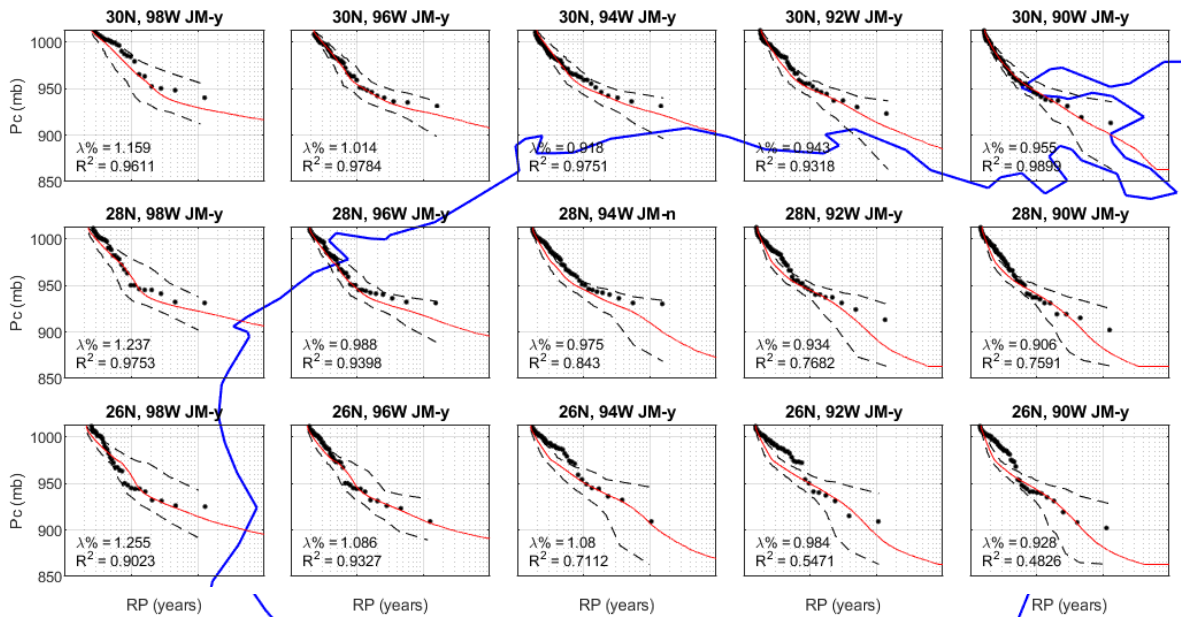 30N, 98W JM-y
30N, 96W JM-y
30N, 94W JM-y
30N, 92W JM-y
30N, 90W JM-y
1000
950
900
850
Pc (mb)
λ% = 1.159
R² = 0.9611
λ% = 1.014
R² = 0.9784
λ% = 0.918
R² = 0.9751
λ% = 0.943
R² = 0.9318
λ% = 0.955
R² = 0.9899
28N, 98W JM-y
28N, 96W JM-y
28N, 94W JM-n
28N, 92W JM-y
28N, 90W JM-y
1000
950
900
850
Pc (mb)
λ% = 1.237
R² = 0.9753
λ% = 0.988
R² = 0.9398
λ% = 0.975
R² = 0.843
λ% = 0.934
R² = 0.7682
λ% = 0.906
R² = 0.7591
26N, 98W JM-y
26N, 96W JM-y
26N, 94W JM-y
26N, 92W JM-y
26N, 90W JM-y
1000
950
900
850
Pc (mb)
λ% = 1.255
R² = 0.9023
λ% = 1.086
R² = 0.9327
λ% = 1.08
R² = 0.7112
λ% = 0.984
R² = 0.5471
λ% = 0.928
R² = 0.4826
RP (years)
RP (years)
RP (years)
RP (years)
RP (years)